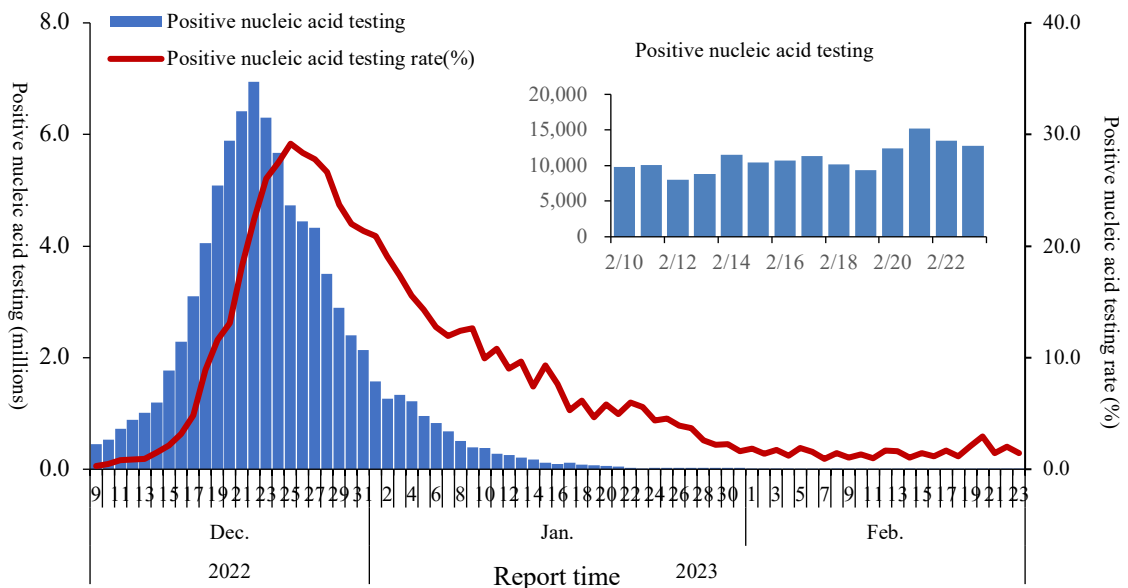 Positive nucleic acid testing
Positive nucleic acid testing rate(%)
Positive nucleic acid testing (millions)
8.0
6.0
4.0
2.0
0.0
Positive nucleic acid testing
20,000
15,000
10,000
5,000
0
2/10 2/12 2/14 2/16 2/18 2/20 2/22
40.0
30.0
20.0
10.0
0.0
Positive nucleic acid testing rate (%)
9 11 13 15 17 19 21 23 25 27 29 31 2 4 6 8 10 12 14 16 18 20 22 24 26 28 30 1 3 5 7 9 11 13 15 17 19 21 23
Dec. Jan. Feb.
2022 2023
Report time